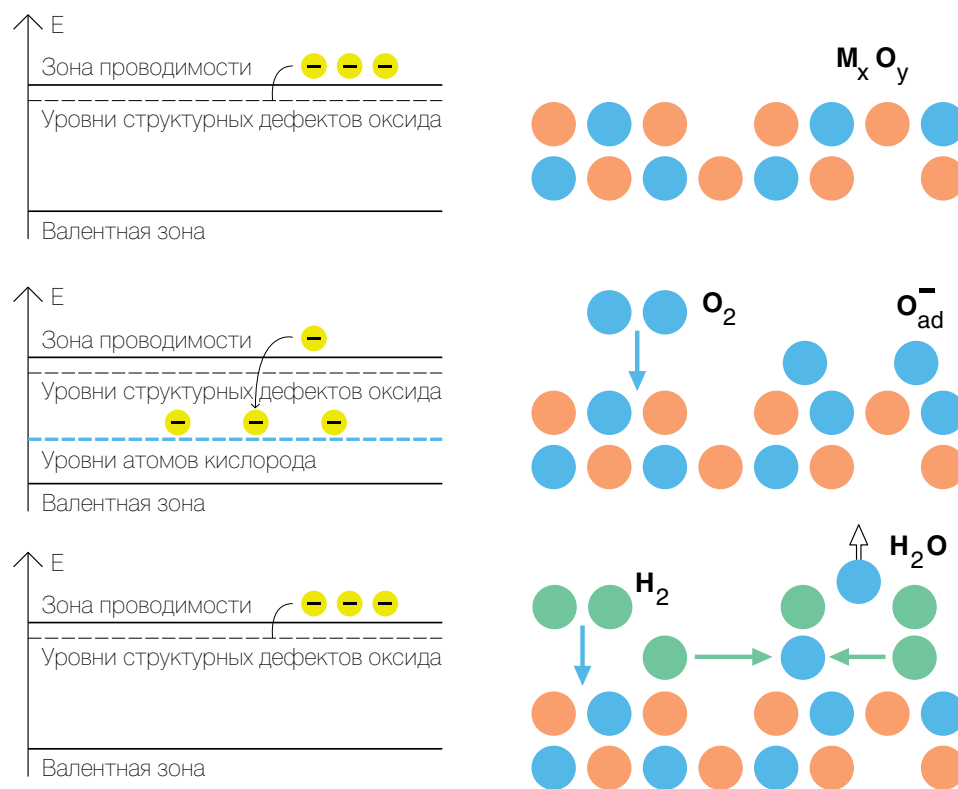 E
Зона проводимости
Уровни структурных дефектов оксида
Валентная зона
MxOy
E
Зона проводимости
Уровни структурных дефектов оксида
Уровни атомов кислорода
Валентная зона
O2
O−ad
E
Зона проводимости
Уровни структурных дефектов оксида
Валентная зона
H2
H2O